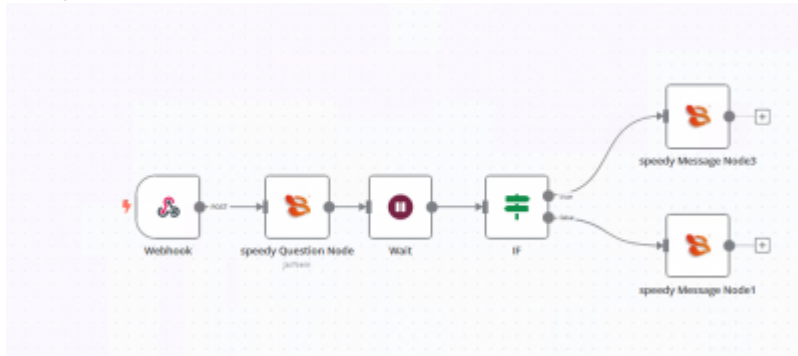 speedy Message Node3
POST
true
false
Webhook
speedy Question Node
Wait
IF
speedy Message Node1